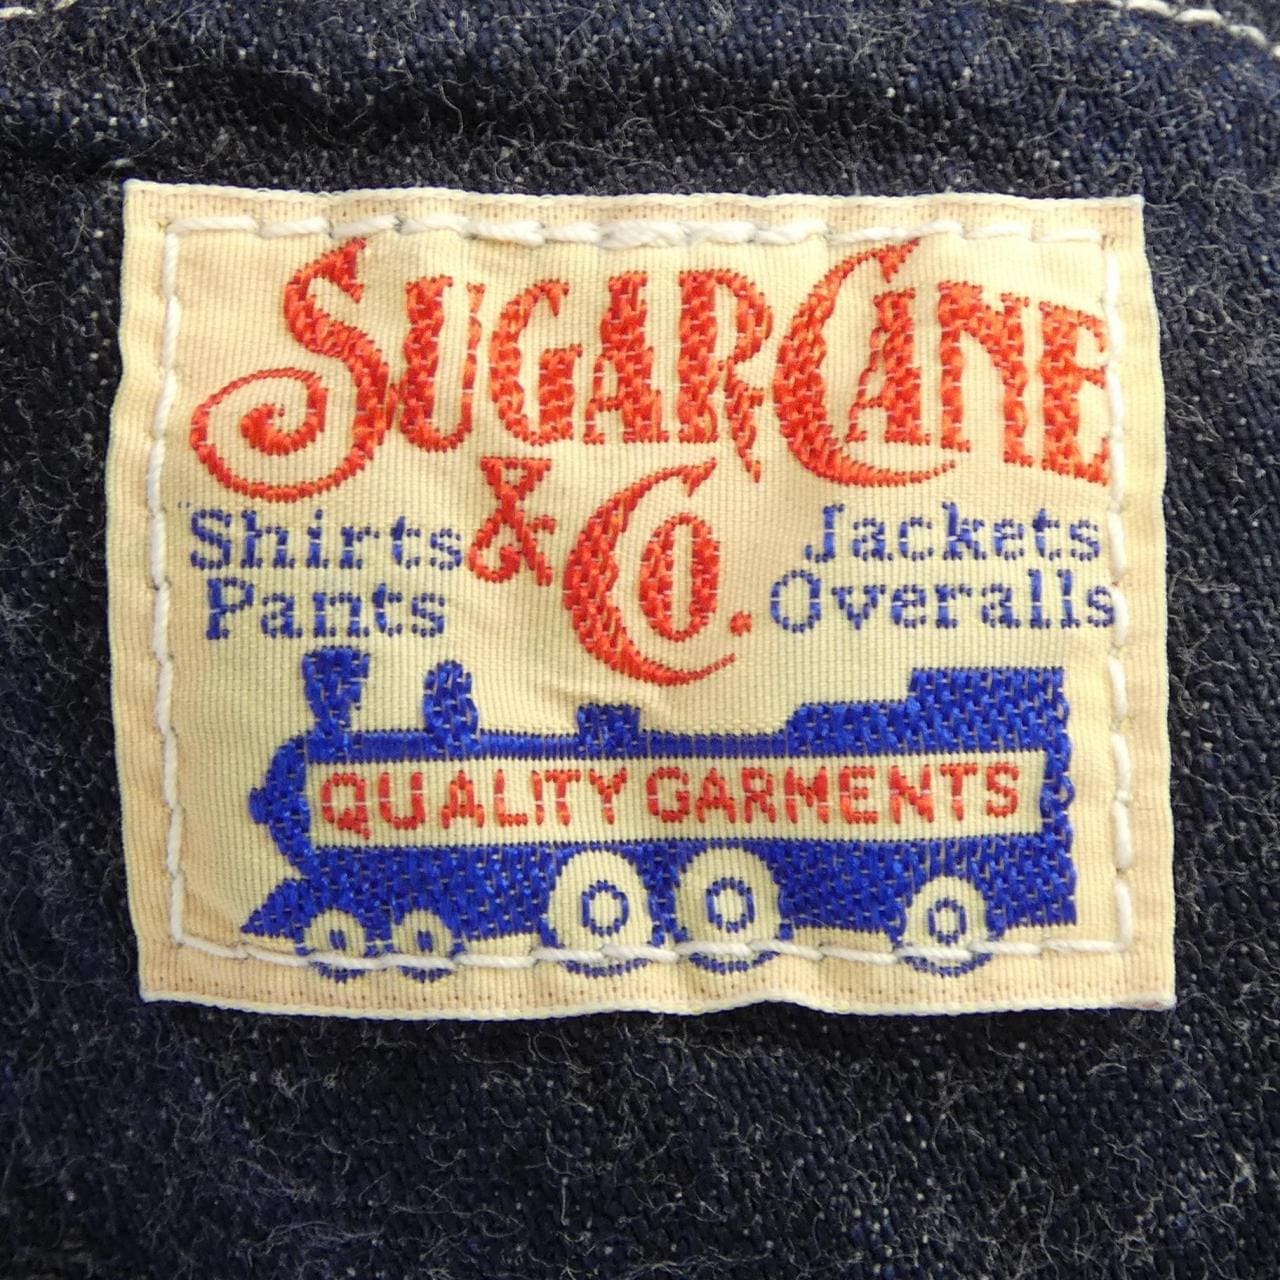 SUGAR CANE
& Co.
Shirts
Pants
Jackets
Overalls
QUALITY GARMENTS